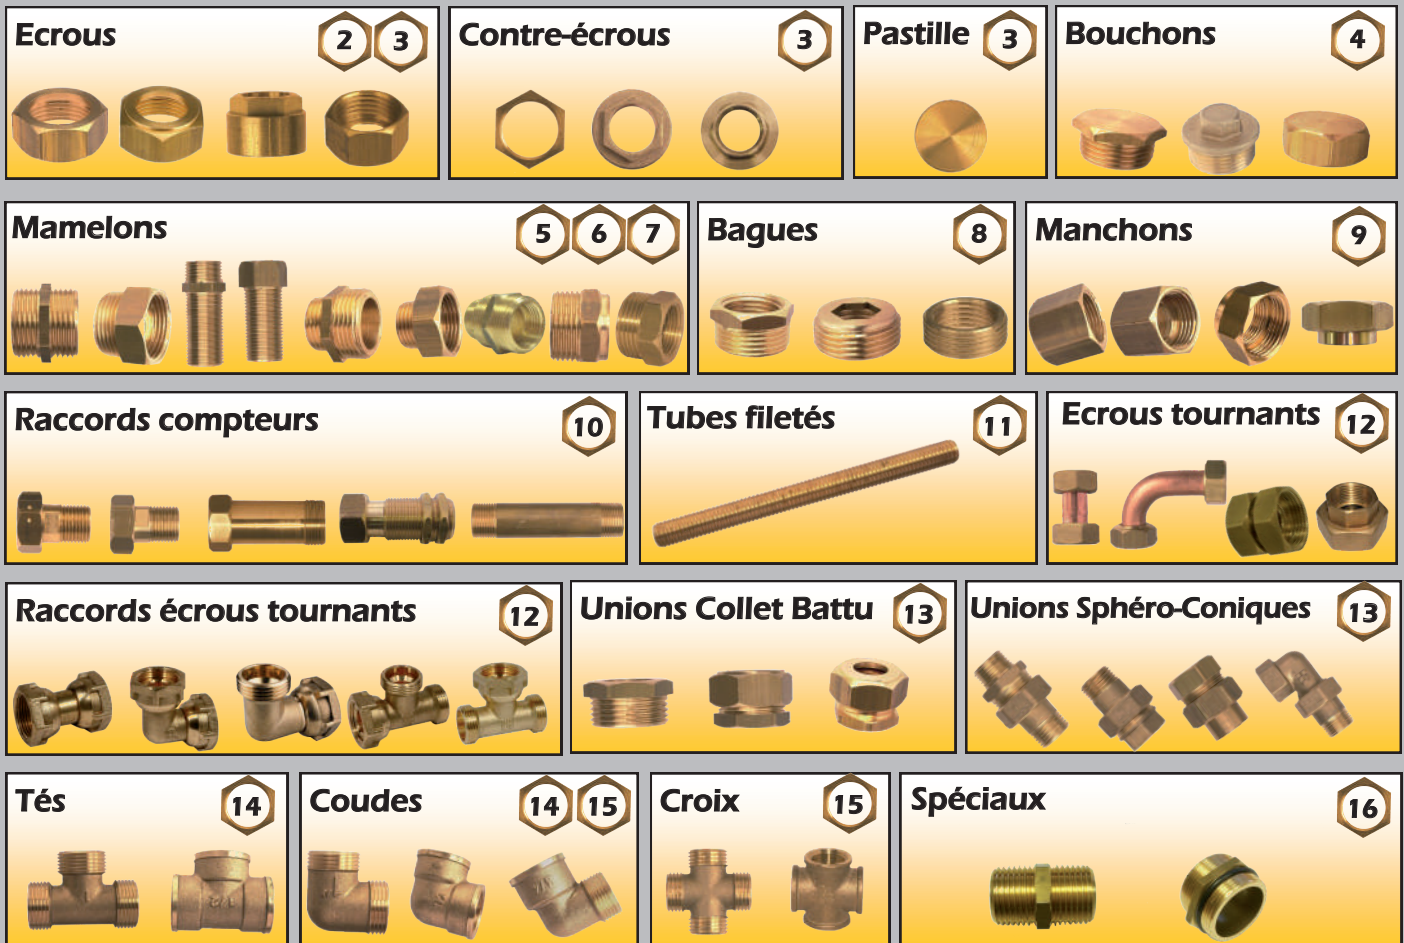 Ecrous 2 3
Contre-écrous 3
Pastille 3
Bouchons 4
Mamelons 5 6 7
Bagues 8
Manchons 9
Raccords compteurs 10
Tubes filetés 11
Ecrous tournants 12
Raccords écrous tournants 12
Unions Collet Battu 13
Unions Sphéro-Coniques 13
Tés 14
Coudes 14 15
Croix 15
Spéciaux 16